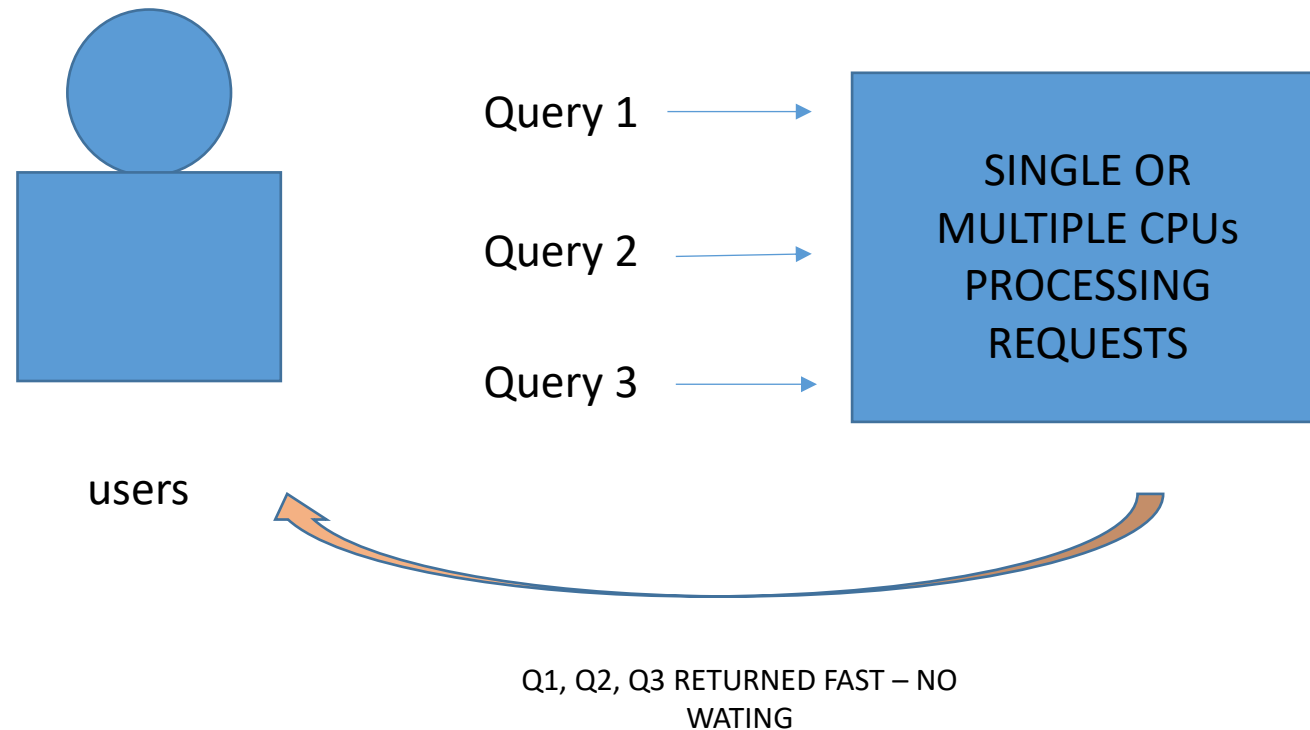 Query 1
Query 2
Query 3
SINGLE OR
MULTIPLE CPUs
PROCESSING
REQUESTS
users
Q1, Q2, Q3 RETURNED FAST – NO
WATING